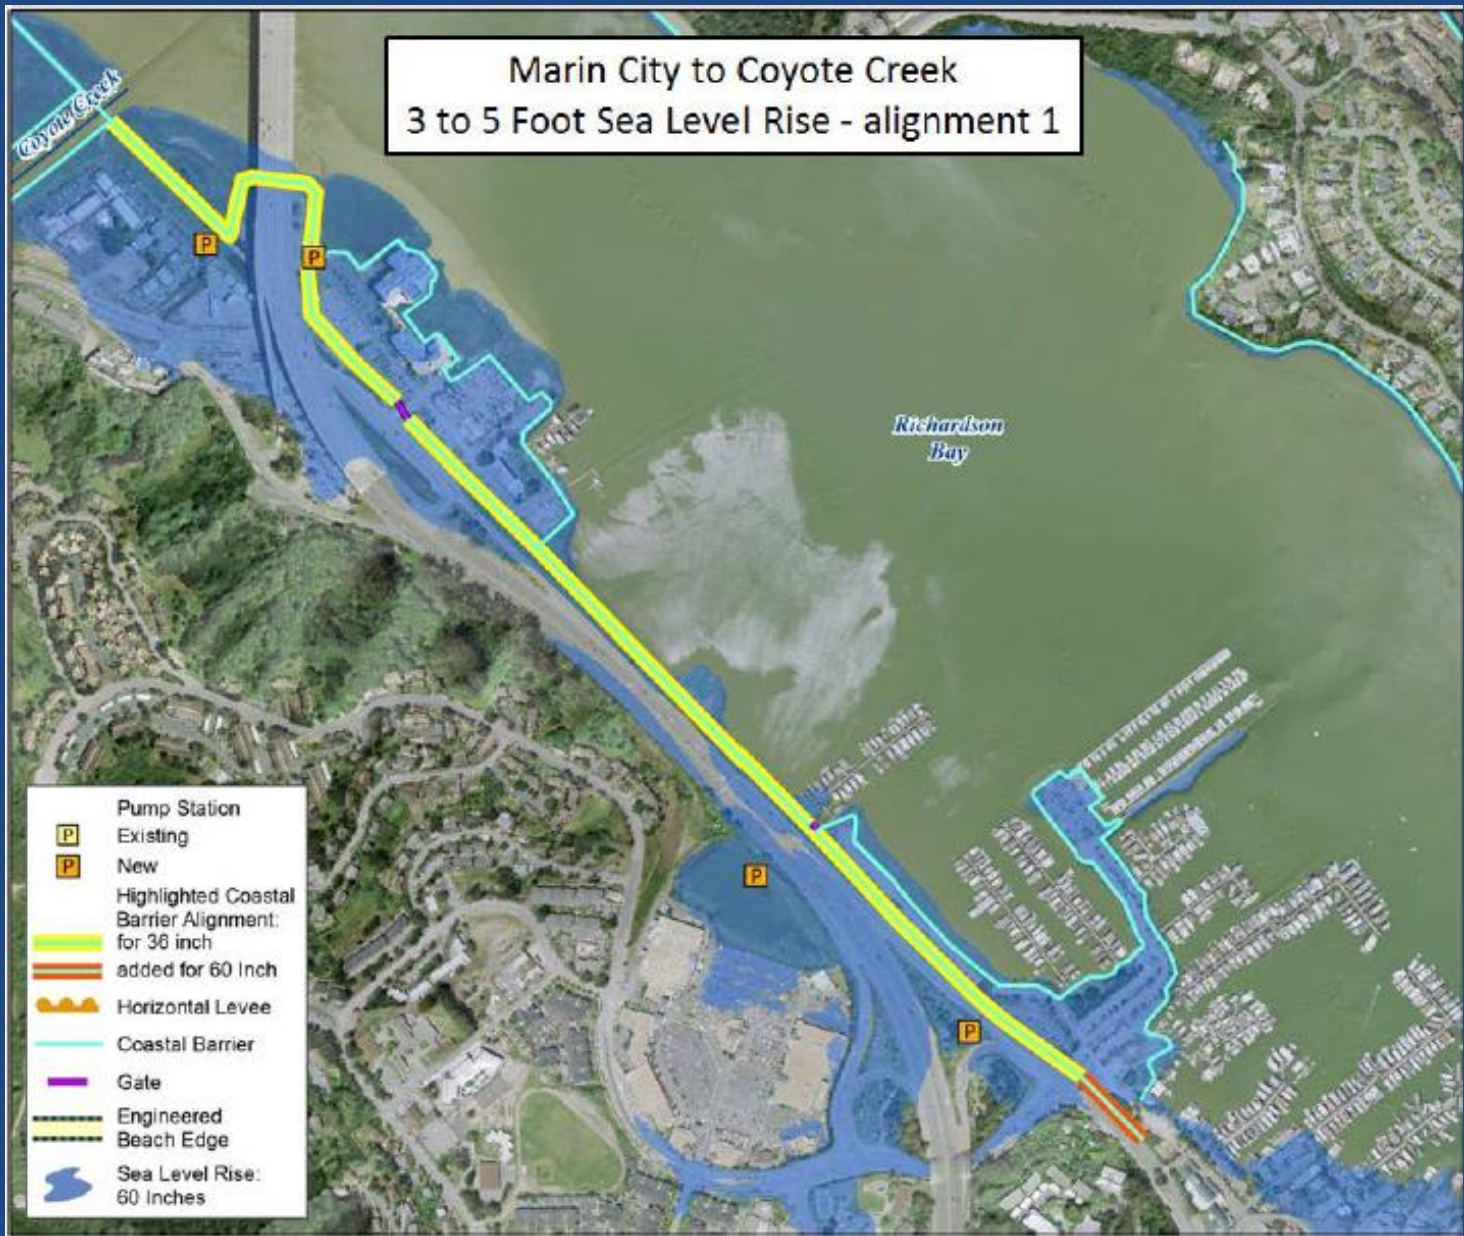 Marin City to Coyote Creek
3 to 5 Foot Sea Level Rise - alignment 1
Coyote Creek
P
P
Richardson
Bay
P
P
Pump Station
P Existing
P New
Highlighted Coastal
Barrier Alignment:
for 36 inch
added for 60 Inch
Horizontal Levee
Coastal Barrier
Gate
Engineered
Beach Edge
Sea Level Rise:
60 Inches